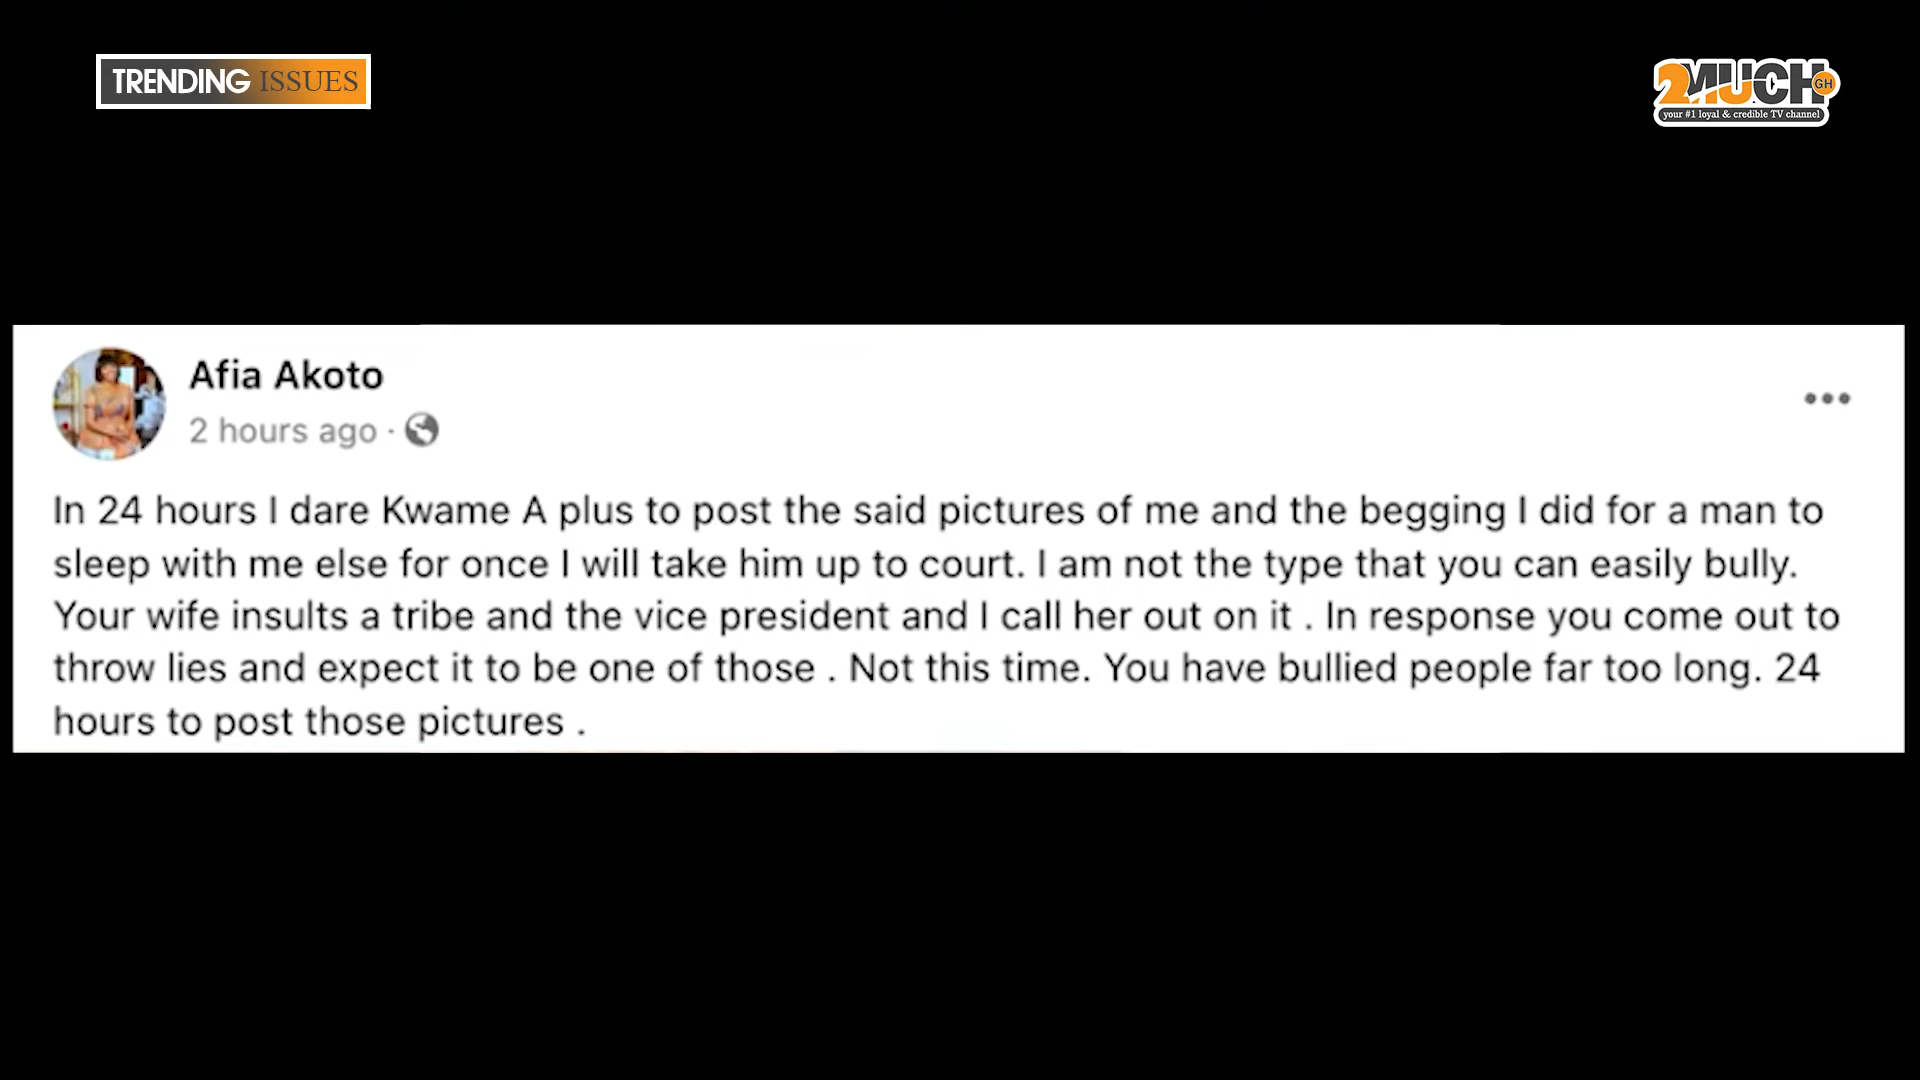 TRENDING ISSUES
2MUCH GH
your #1 loyal & credible TV channel
Afia Akoto
2 hours ago ·
In 24 hours I dare Kwame A plus to post the said pictures of me and the begging I did for a man to
sleep with me else for once I will take him up to court. I am not the type that you can easily bully.
Your wife insults a tribe and the vice president and I call her out on it . In response you come out to
throw lies and expect it to be one of those . Not this time. You have bullied people far too long. 24
hours to post those pictures .